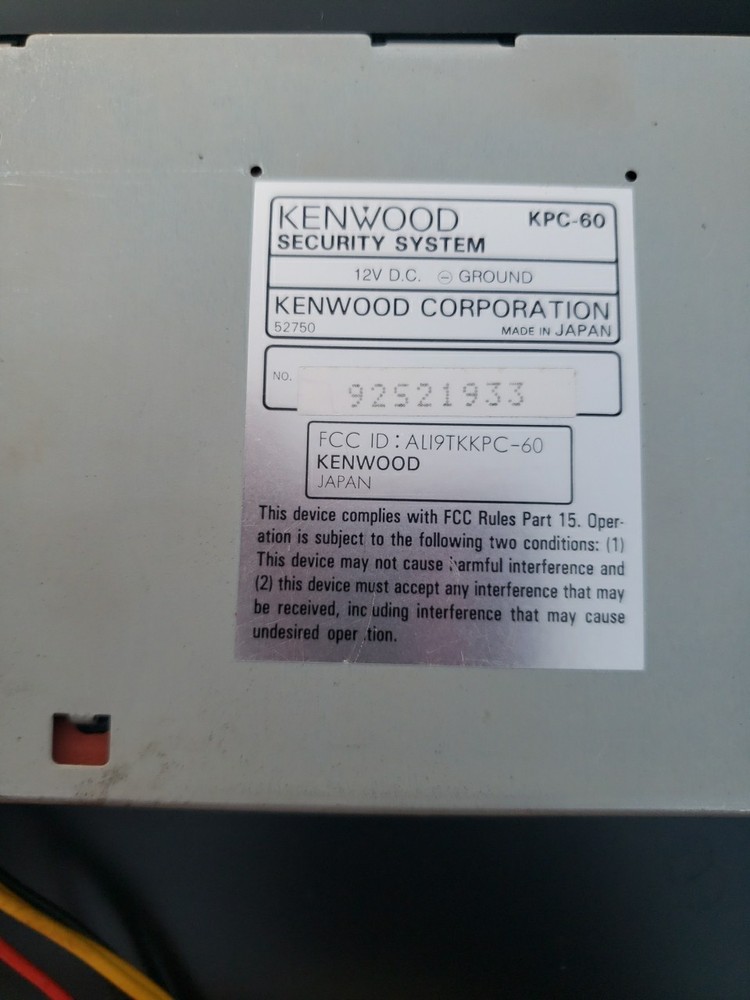 KENWOOD KPC-60
SECURITY SYSTEM
12V D.C. ⊖ GROUND
KENWOOD CORPORATION
52750 MADE IN JAPAN
NO. 92521933
FCC ID : ALI9TKKPC-60
KENWOOD
JAPAN
This device complies with FCC Rules Part 15. Oper-
ation is subject to the following two conditions: (1)
This device may not cause harmful interference and
(2) this device must accept any interference that may
be received, including interference that may cause
undesired operation.